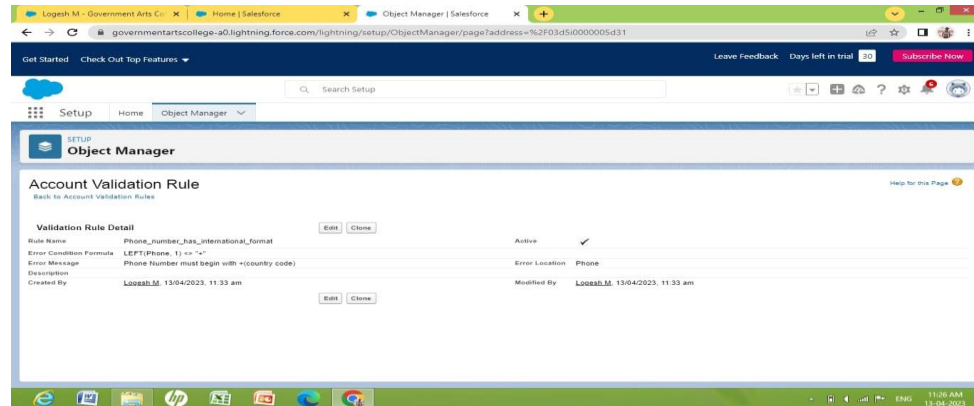 Logesh M - Government Arts Co
Home | Salesforce
Object Manager | Salesforce
governmentartscollege-a0.lightning.force.com/lightning/setup/ObjectManager/page?address=%2F03d5i0000005d31
Get Started Check Out Top Features Leave Feedback Days left in trial 30 Subscribe Now
Search Setup
Setup Home Object Manager
SETUP
Object Manager
Account Validation Rule Help for this Page
Back to Account Validation Rules
Validation Rule Detail Edit Clone
Rule Name Phone_number_has_international_format Active
Error Condition Formula LEFT(Phone, 1) <> "+"
Error Message Phone Number must begin with +(country code) Error Location Phone
Description
Created By Logesh M, 13/04/2023, 11:33 am Modified By Logesh M, 13/04/2023, 11:33 am
Edit Clone
ENG 11:26 AM
13-04-2023